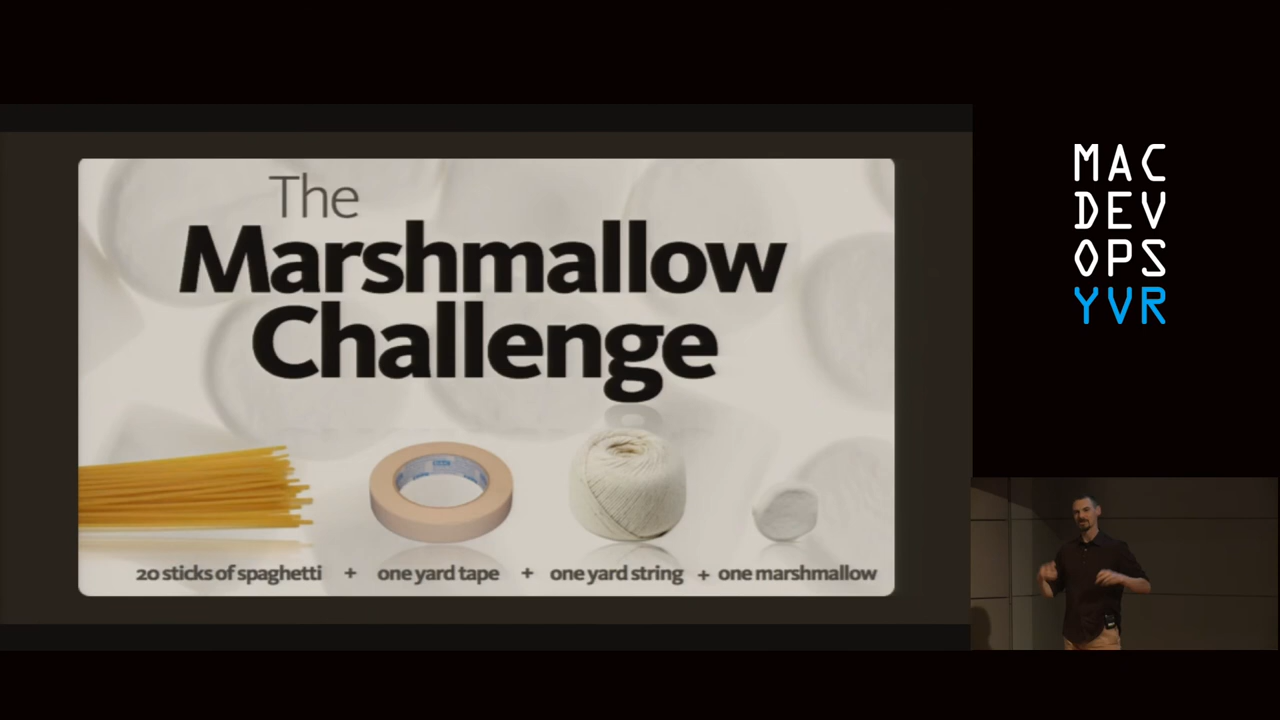 The
Marshmallow
Challenge
20 sticks of spaghetti + one yard tape + one yard string + one marshmallow
MAC
DEV
OPS
YVR